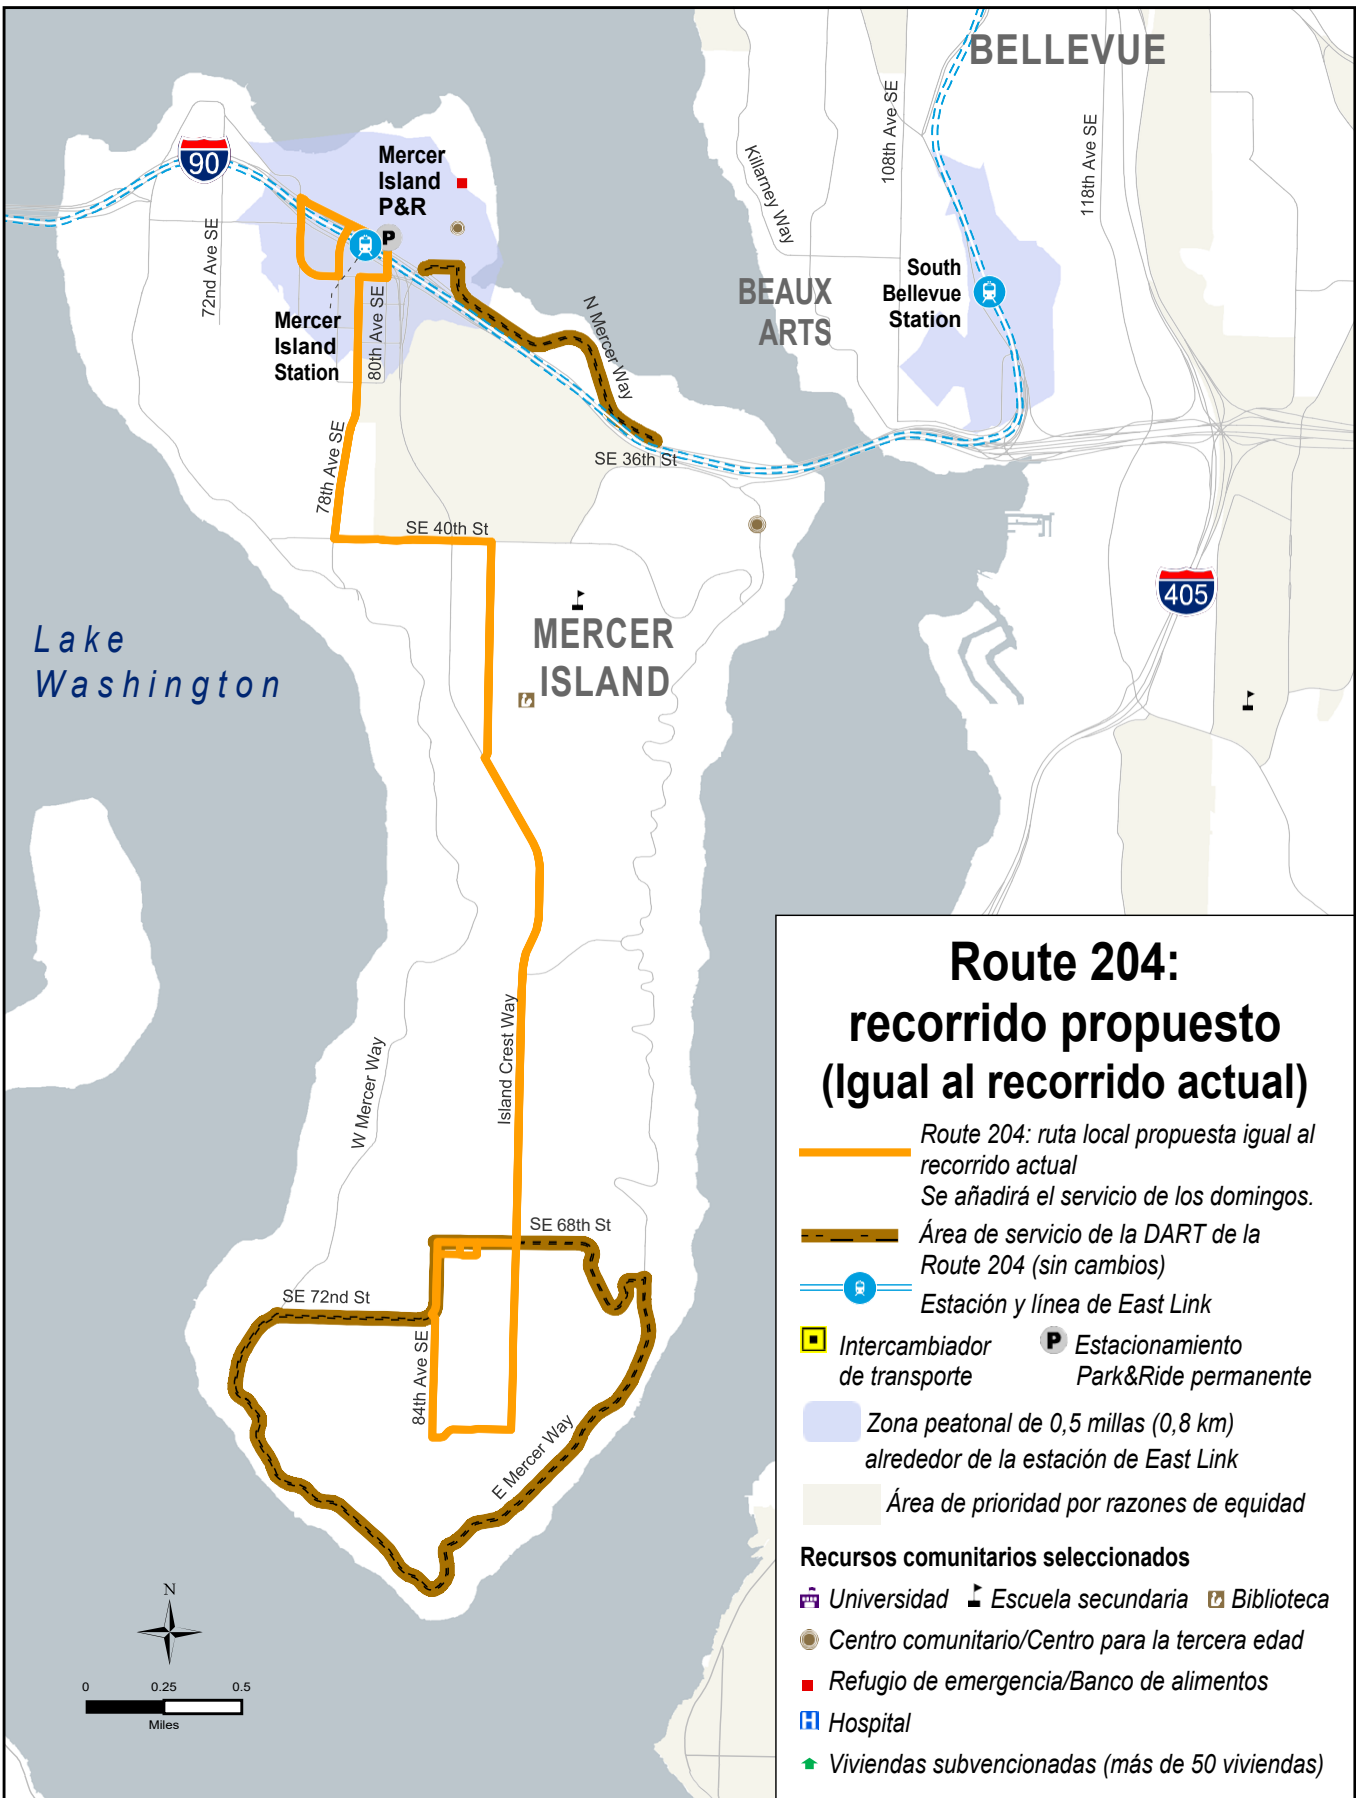 BELLEVUE
108th Ave SE
118th Ave SE
Killarney Way
90
Mercer
Island
P&R
P
72nd Ave SE
South
Bellevue
Station
BEAUX
ARTS
N Mercer Way
Mercer
Island
Station
80th Ave SE
78th Ave SE
SE 36th St
SE 40th St
405
MERCER
ISLAND
Lake
Washington
Island Crest Way
W Mercer Way
SE 68th St
SE 72nd St
84th Ave SE
E Mercer Way
N
0 0.25 0.5
Miles
Route 204:
recorrido propuesto
(Igual al recorrido actual)
Route 204: ruta local propuesta igual al
recorrido actual
Se añadirá el servicio de los domingos.
Área de servicio de la DART de la
Route 204 (sin cambios)
Estación y línea de East Link
Intercambiador
de transporte
P Estacionamiento
Park&Ride permanente
Zona peatonal de 0,5 millas (0,8 km)
alrededor de la estación de East Link
Área de prioridad por razones de equidad
Recursos comunitarios seleccionados
Universidad Escuela secundaria Biblioteca
Centro comunitario/Centro para la tercera edad
Refugio de emergencia/Banco de alimentos
H Hospital
Viviendas subvencionadas (más de 50 viviendas)